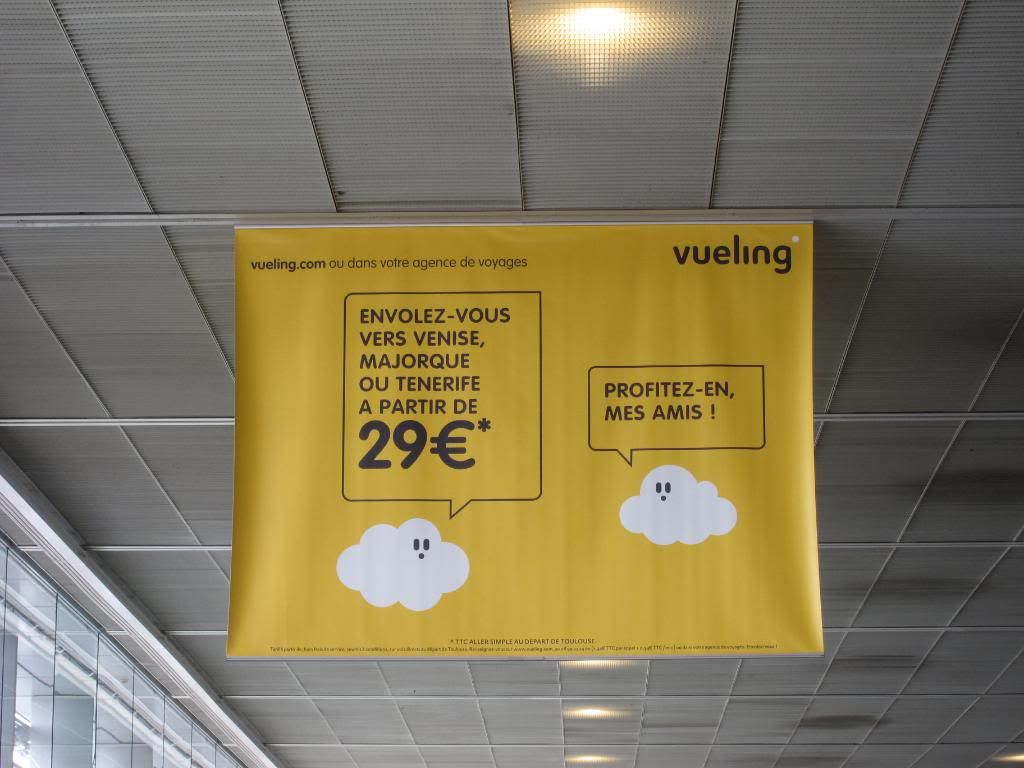 vueling.com ou dans votre agence de voyages
vueling
ENVOLEZ-VOUS
VERS VENISE,
MAJORQUE
OU TENERIFE
A PARTIR DE
29€*
PROFITEZ-EN,
MES AMIS !
* TTC ALLER SIMPLE AU DEPART DE TOULOUSE.